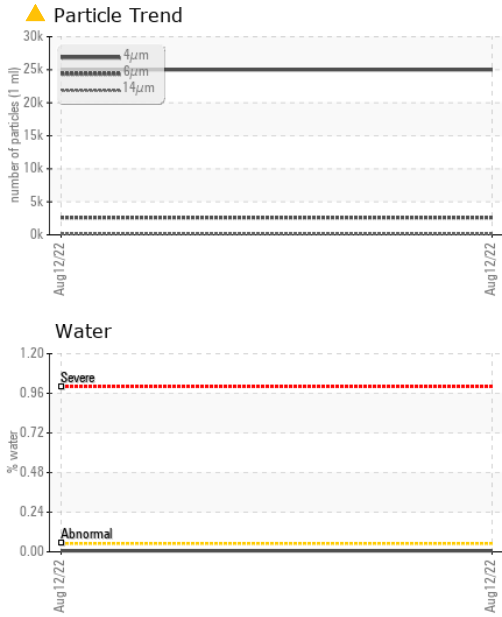 Particle Trend
number of particles (1 ml)
30k
25k
20k
15k
10k
5k
0k
4μm
6μm
14μm
Aug12/22
Aug12/22
Water
% water
1.20
0.96
0.72
0.48
0.24
0.00
Severe
Abnormal
Aug12/22
Aug12/22